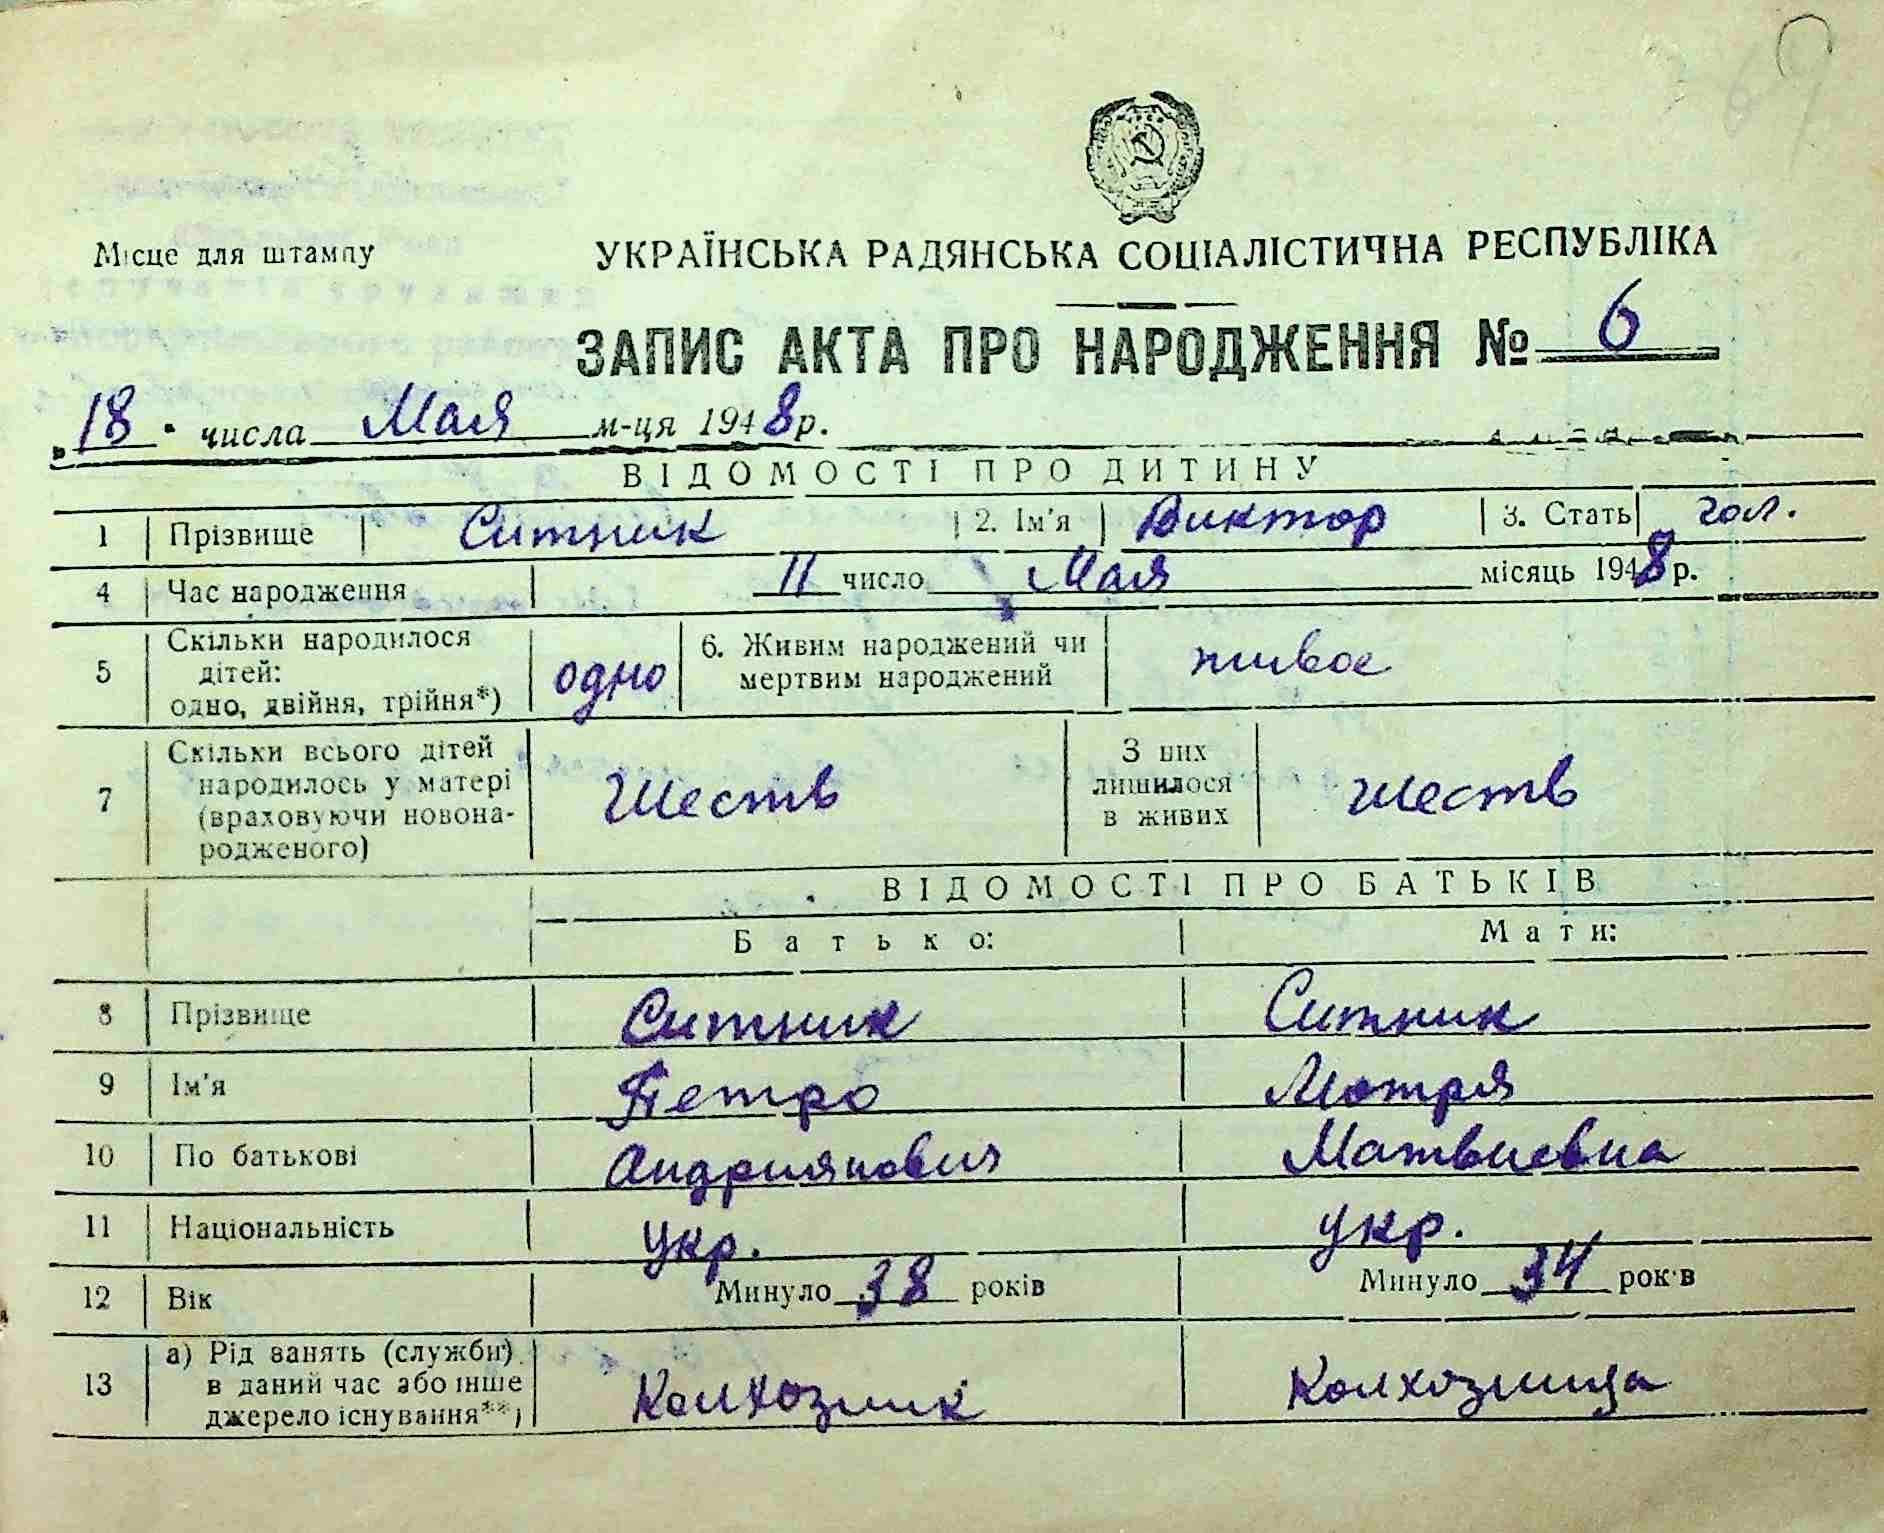 69
Місце для штампу
УКРАЇНСЬКА РАДЯНСЬКА СОЦІАЛІСТИЧНА РЕСПУБЛІКА
ЗАПИС АКТА ПРО НАРОДЖЕННЯ № 6
"18" числа Мая м-ця 1948 р.
ВІДОМОСТІ ПРО ДИТИНУ
1 Прізвище Ситник 2. Ім'я Виктор 3. Стать чол.
4 Час народження 11 число Мая місяць 1948 р.
5 Скільки народилося дітей: одно, двійня, трійня*) одно 6. Живим народжений чи мертвим народжений живое
7 Скільки всього дітей народилось у матері (враховуючи новонародженого) Шесть З них лишилося в живих шесть
ВІДОМОСТІ ПРО БАТЬКІВ
Батько: Мати:
8 Прізвище Ситник Ситник
9 Ім'я Петро Мотря
10 По батькові Андриянович Матвиевна
11 Національність Укр. укр.
12 Вік Минуло 38 років Минуло 34 років
13 а) Рід занять (служби) в даний час або інше джерело існування**) Колхозник Колхозница